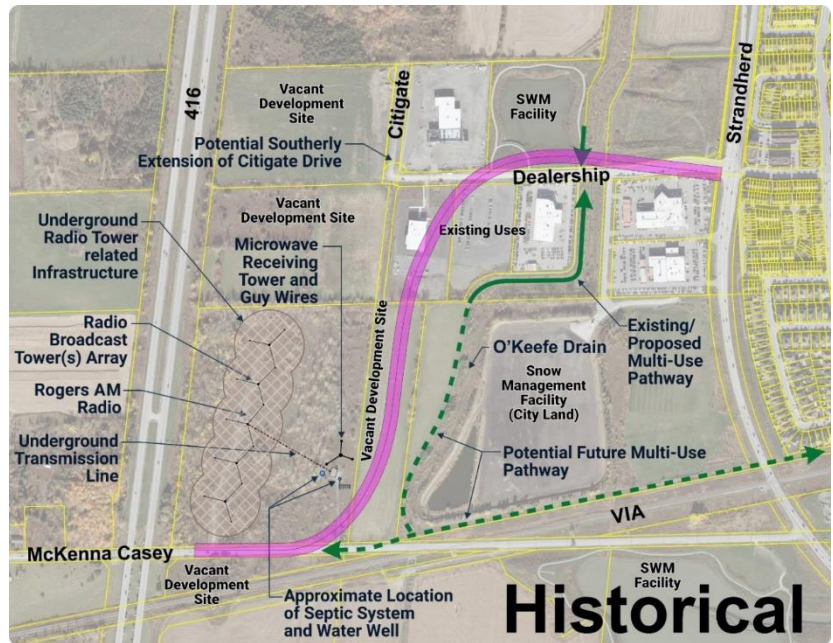 416
Vacant
Development
Site
Citigate
SWM
Facility
Strandherd
Potential Southerly
Extension of Citigate Drive
Dealership
Vacant
Development Site
Underground
Radio Tower
related
Infrastructure
Microwave
Receiving
Tower and
Guy Wires
Existing Uses
Vacant Development Site
Radio
Broadcast
Tower(s) Array
Existing/
Proposed
Multi-Use
Pathway
O'Keefe Drain
Snow
Management
Facility
(City Land)
Rogers AM
Radio
Underground
Transmission
Line
Potential Future Multi-Use
Pathway
VIA
McKenna Casey
Vacant
Development
Site
Approximate Location
of Septic System
and Water Well
SWM
Facility
Historical